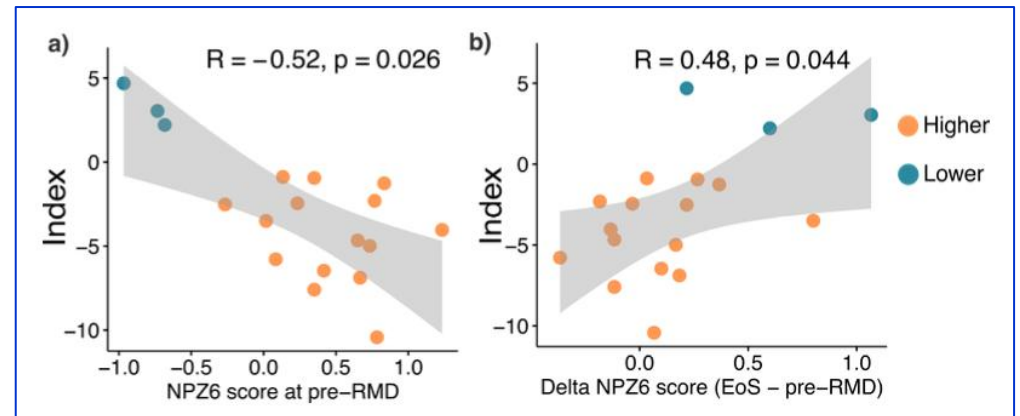 a)
R = −0.52, p = 0.026
5
0
−5
−10
Index
−1.0 −0.5 0.0 0.5 1.0
NPZ6 score at pre−RMD
b)
R = 0.48, p = 0.044
5
0
−5
−10
Index
0.0 0.5 1.0
Delta NPZ6 score (EoS − pre−RMD)
Higher
Lower